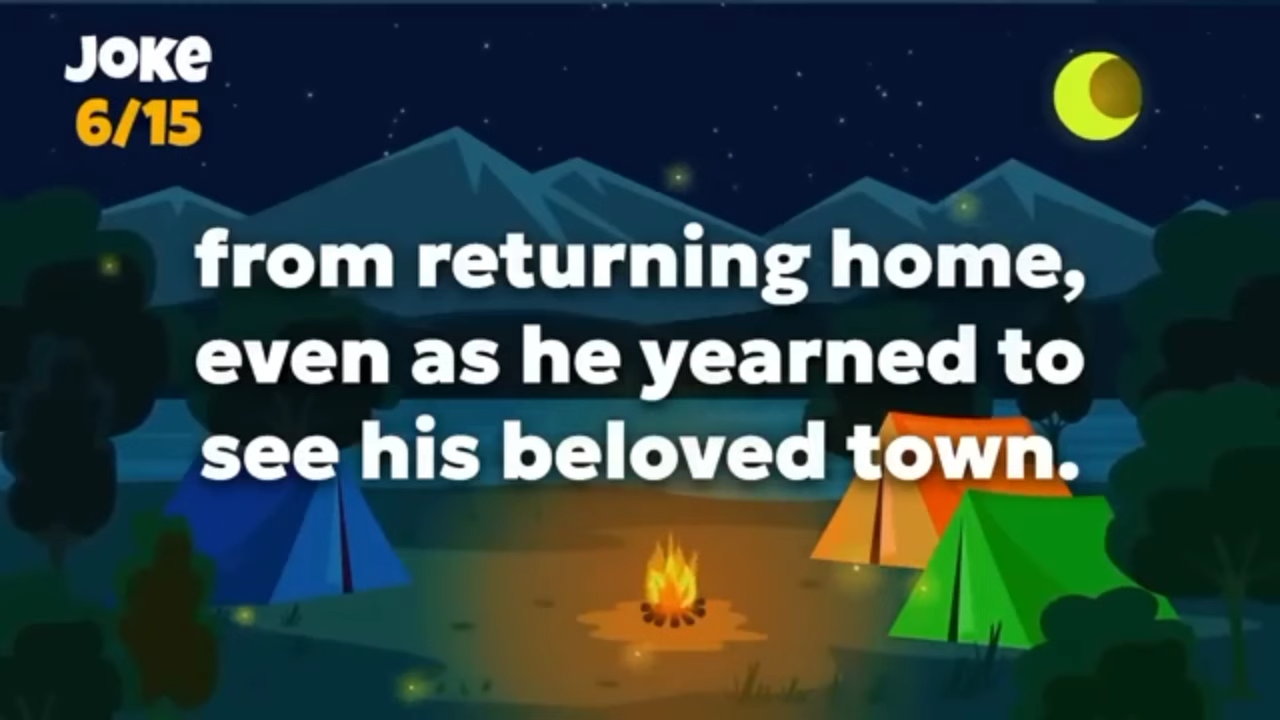 JOKE
6/15
from returning home,
even as he yearned to
see his beloved town.